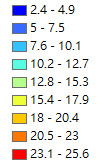 2.4 - 4.9
5 - 7.5
7.6 - 10.1
10.2 - 12.7
12.8 - 15.3
15.4 - 17.9
18 - 20.4
20.5 - 23
23.1 - 25.6